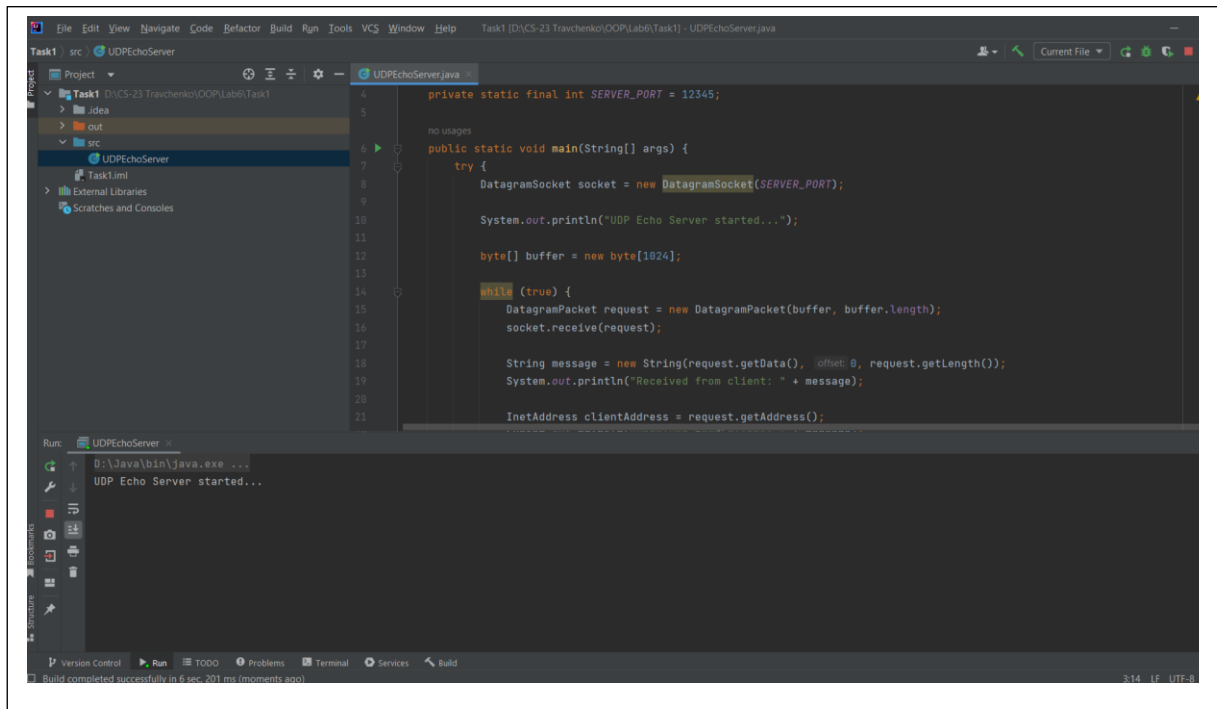 File Edit View Navigate Code Refactor Build Run Tools VCS Window Help Task1 [D:\CS-23 Travchenko\OOP\Lab6\Task1] - UDPEchoServer.java
Task1 src UDPEchoServer
Current File
Project
Project
UDPEchoServer.java
Task1 D:\CS-23 Travchenko\OOP\Lab6\Task1
.idea
out
src
UDPEchoServer
Task1.iml
External Libraries
Scratches and Consoles
4 private static final int SERVER_PORT = 12345;
5
no usages
6 public static void main(String[] args) {
7 try {
8 DatagramSocket socket = new DatagramSocket(SERVER_PORT);
9
10 System.out.println("UDP Echo Server started...");
11
12 byte[] buffer = new byte[1024];
13
14 while (true) {
15 DatagramPacket request = new DatagramPacket(buffer, buffer.length);
16 socket.receive(request);
17
18 String message = new String(request.getData(), offset: 0, request.getLength());
19 System.out.println("Received from client: " + message);
20
21 InetAddress clientAddress = request.getAddress();
Run: UDPEchoServer
D:\Java\bin\java.exe ...
UDP Echo Server started...
Bookmarks
Structure
Version Control Run TODO Problems Terminal Services Build
Build completed successfully in 6 sec, 201 ms (moments ago)
3:14 LF UTF-8